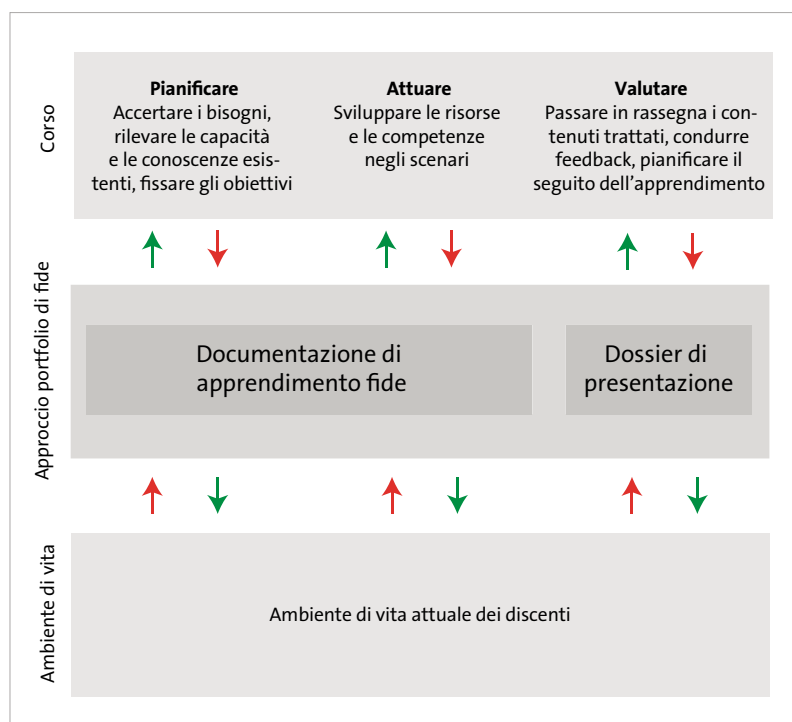 Corso
Pianificare
Accertare i bisogni,
rilevare le capacità
e le conoscenze esis-
tenti, fissare gli obiettivi
Attuare
Sviluppare le risorse
e le competenze
negli scenari
Valutare
Passare in rassegna i con-
tenuti trattati, condurre
feedback, pianificare il
seguito dell’apprendimento
Approccio portfolio di fide
Documentazione di
apprendimento fide
Dossier di
presentazione
Ambiente di vita
Ambiente di vita attuale dei discenti